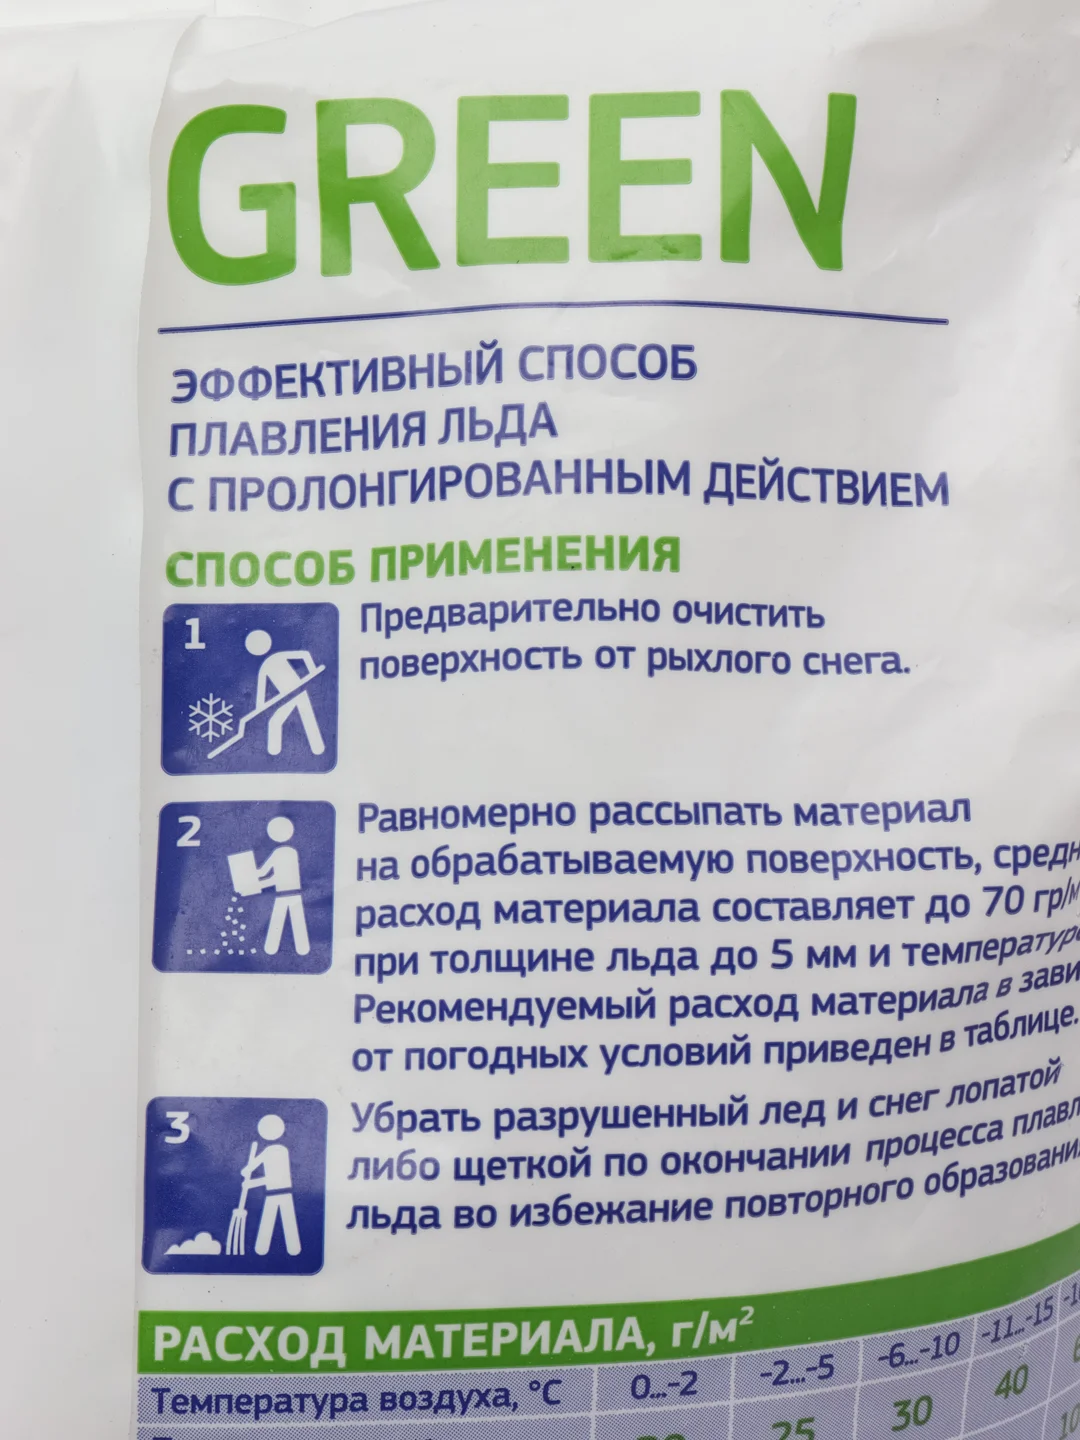 GREEN
ЭФФЕКТИВНЫЙ СПОСОБ
ПЛАВЛЕНИЯ ЛЬДА
С ПРОЛОНГИРОВАННЫМ ДЕЙСТВИЕМ
СПОСОБ ПРИМЕНЕНИЯ
1
Предварительно очистить
поверхность от рыхлого снега.
2
Равномерно рассыпать материал
на обрабатываемую поверхность,
расход материала составляет до 70
при толщине льда до 5 мм и
Рекомендуемый расход материала в
от погодных условий приведен в таблице.
3
Убрать разрушенный лед и снег лопатой
либо щеткой по окончании процесса
льда во избежание повторного
РАСХОД МАТЕРИАЛА, г/м²
Температура воздуха, °С 0...-2 -2...-5 -6...-10 -11...-15
25 30 40